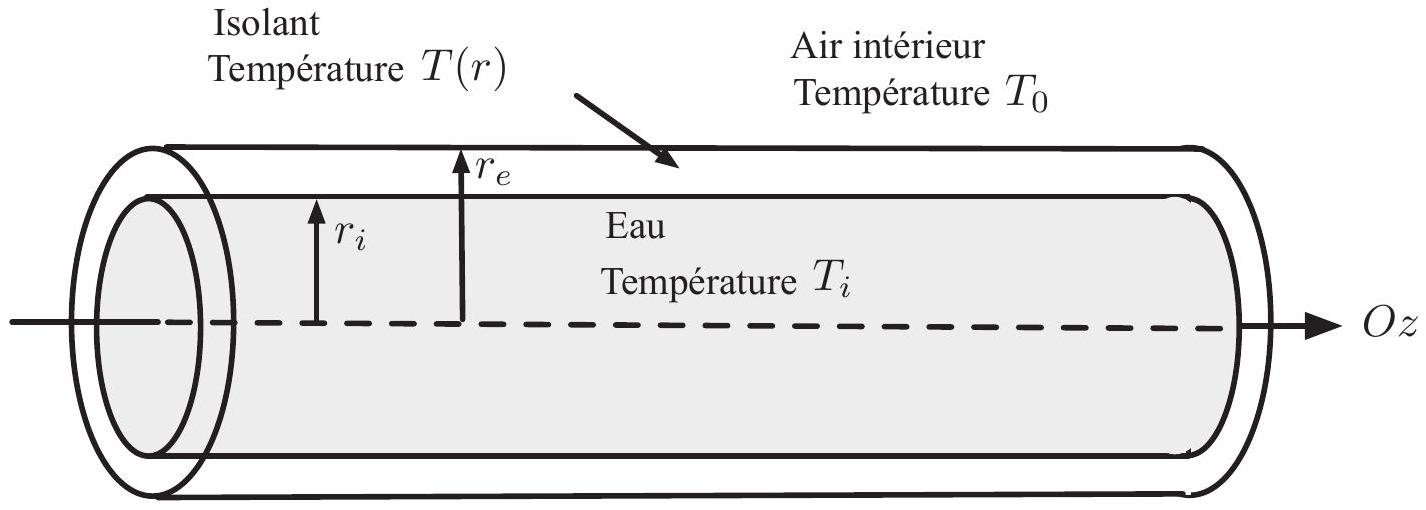 Isolant
Température T(r)
Air intérieur
Température T₀
rₑ
rᵢ
Eau
Température Tᵢ
Oz